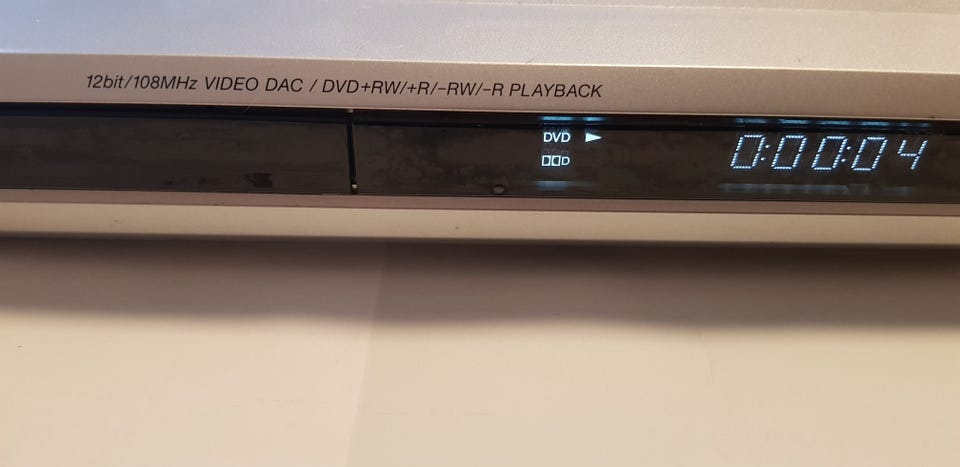 12bit/108MHz VIDEO DAC / DVD+RW/+R/-RW/-R PLAYBACK
DVD
0:00:04